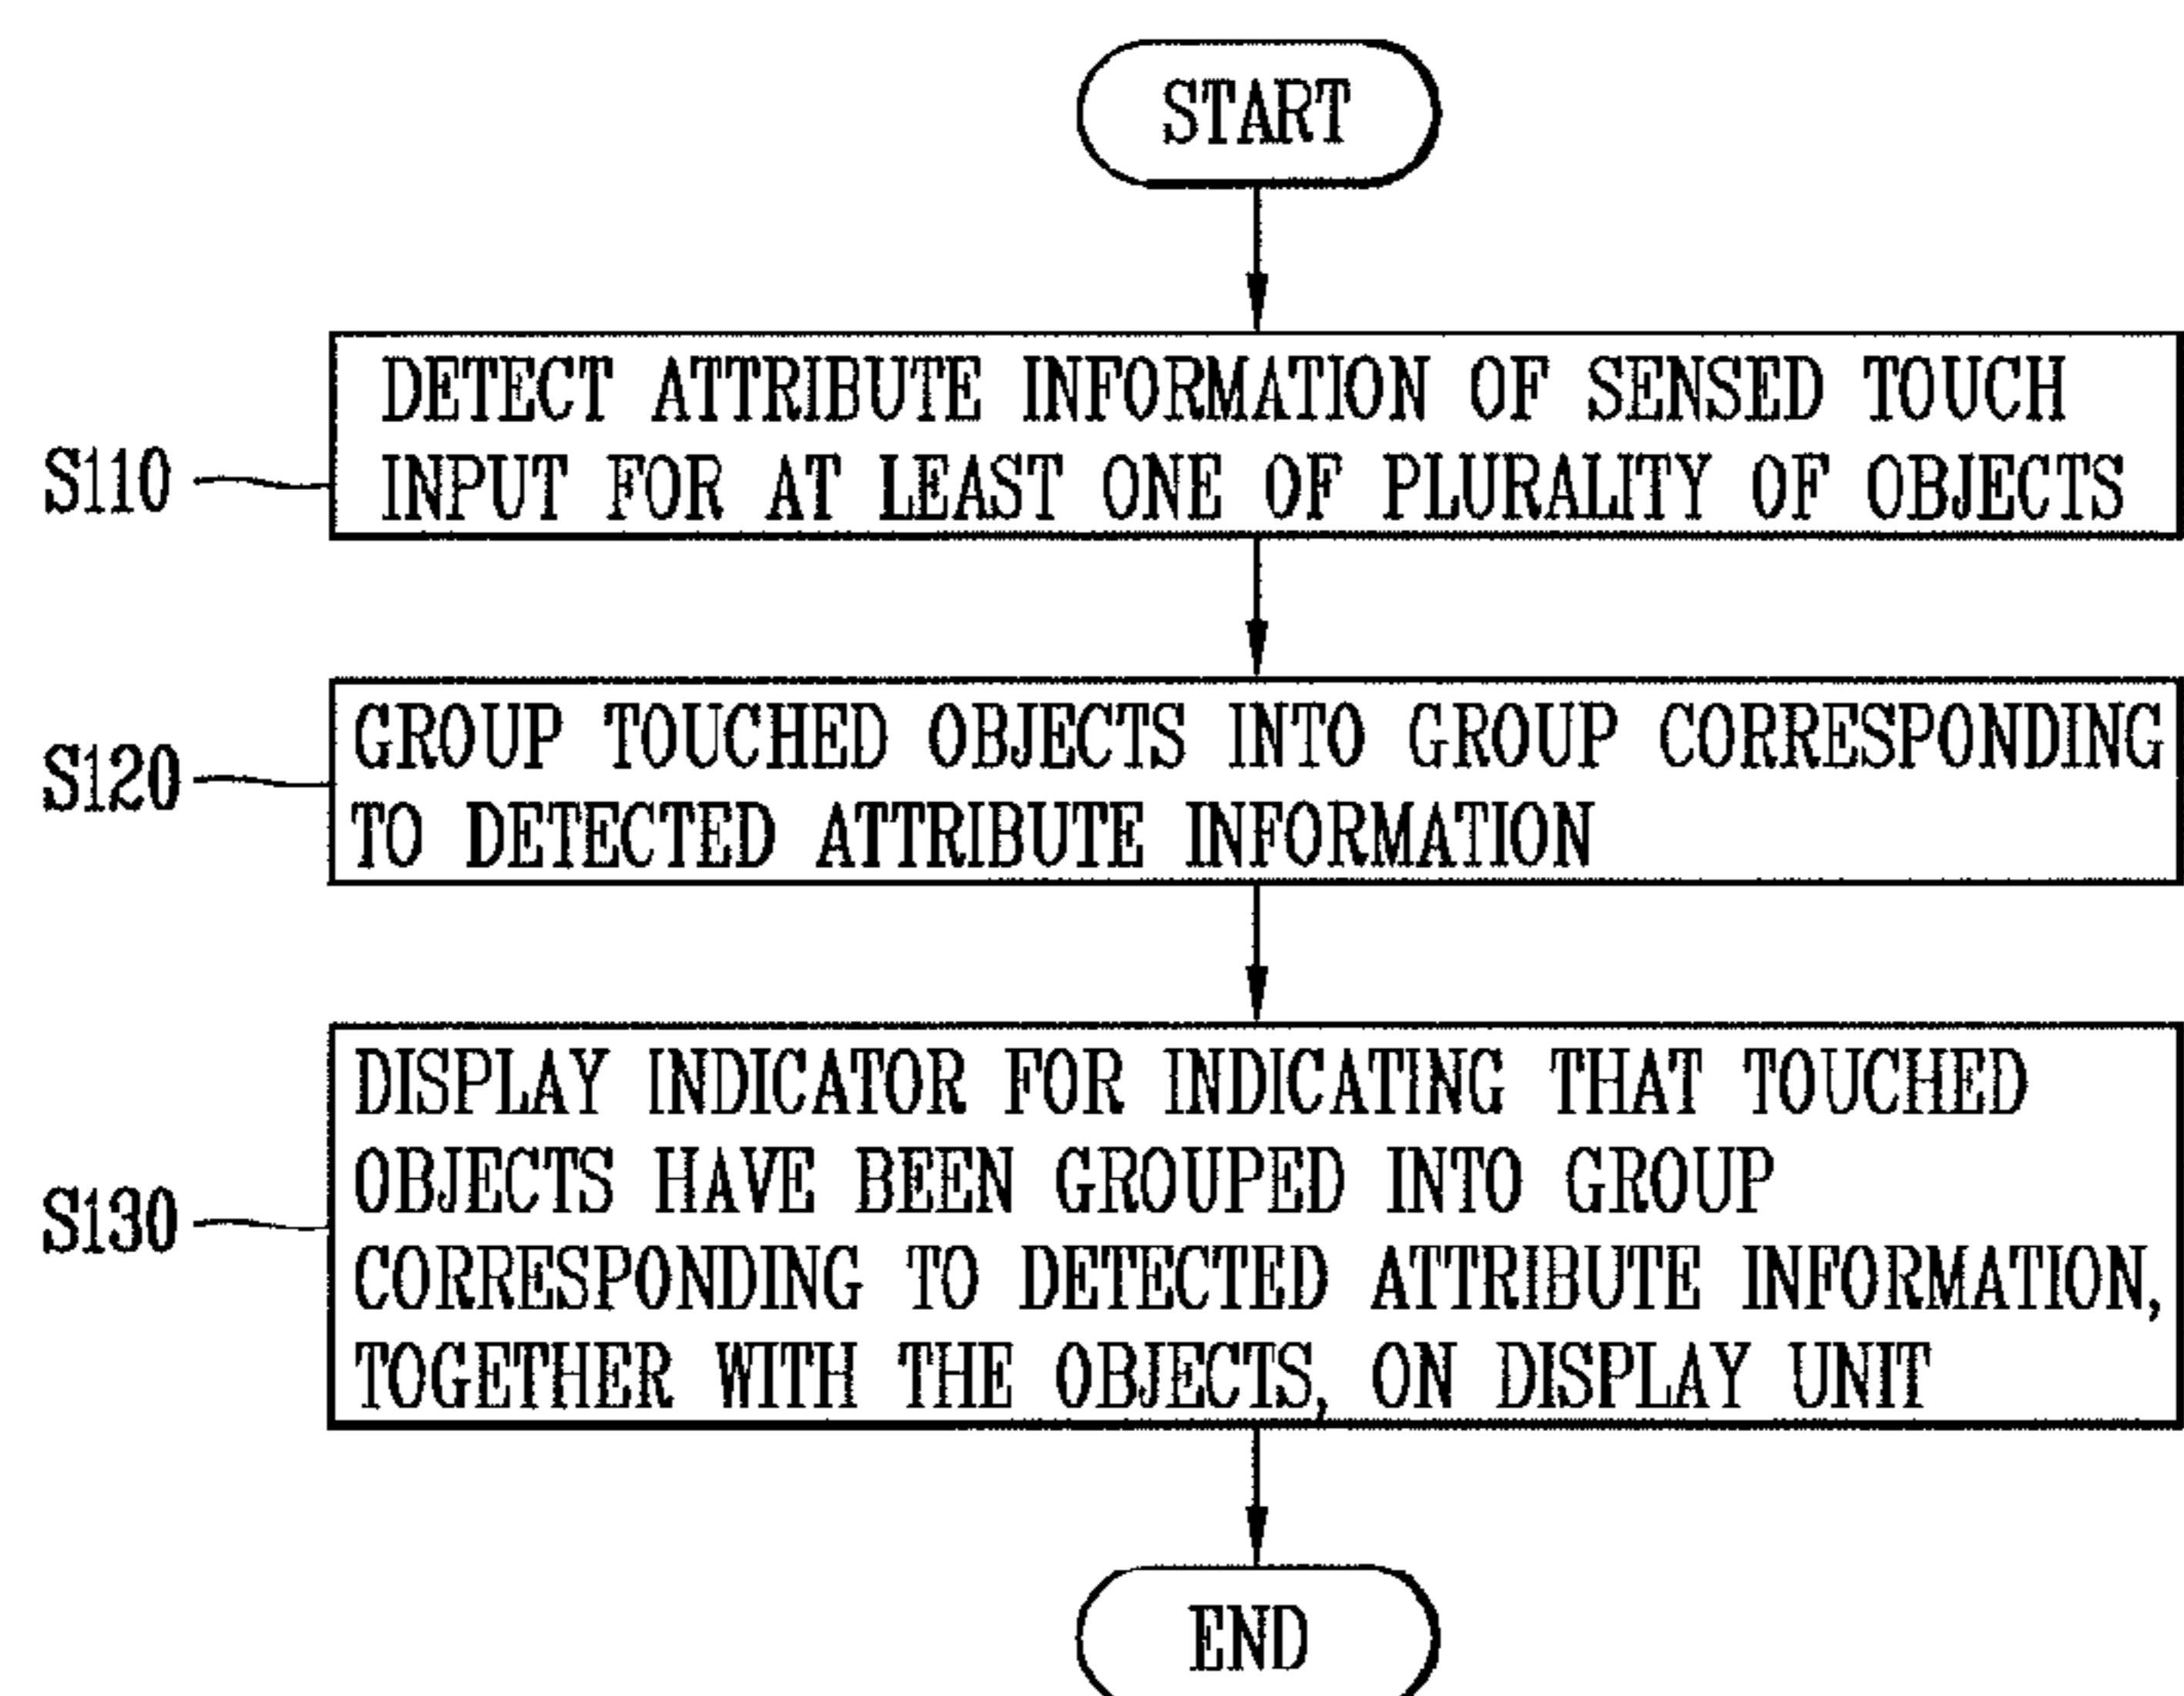 START
DETECT ATTRIBUTE INFORMATION OF SENSED TOUCH
S110
INPUT FOR AT LEAST ONE OF PLURALITY OF OBJECTS
GROUP TOUCHED OBJECTS INTO GROUP CORRESPONDING
S120
TO DETECTED ATTRIBUTE INFORMATION
DISPLAY INDICATOR FOR INDICATING THAT TOUCHED
OBJECTS HAVE BEEN GROUPED INTO GROUP
S130
CORRESPONDING TO DETECTED ATTRIBUTE INFORMATION,
TOGETHER WITH THE OBJECTS, ON DISPLAY UNIT
END